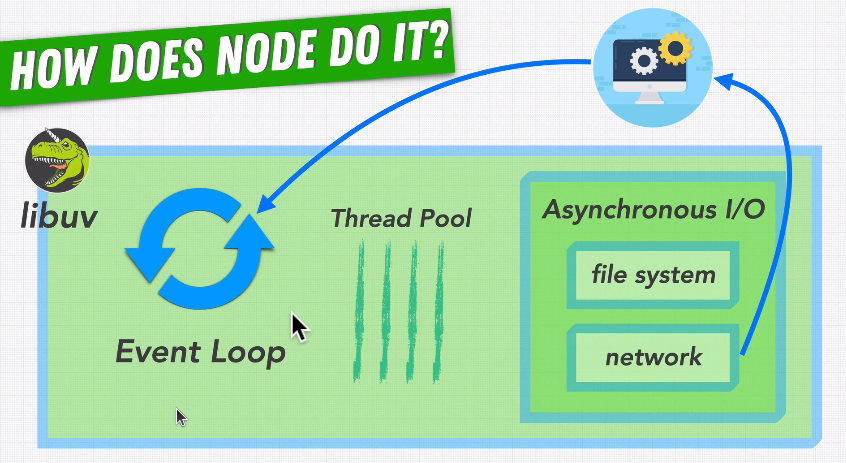 HOW DOES NODE DO IT?
libuv
Event Loop
Thread Pool
Asynchronous I/O
file system
network